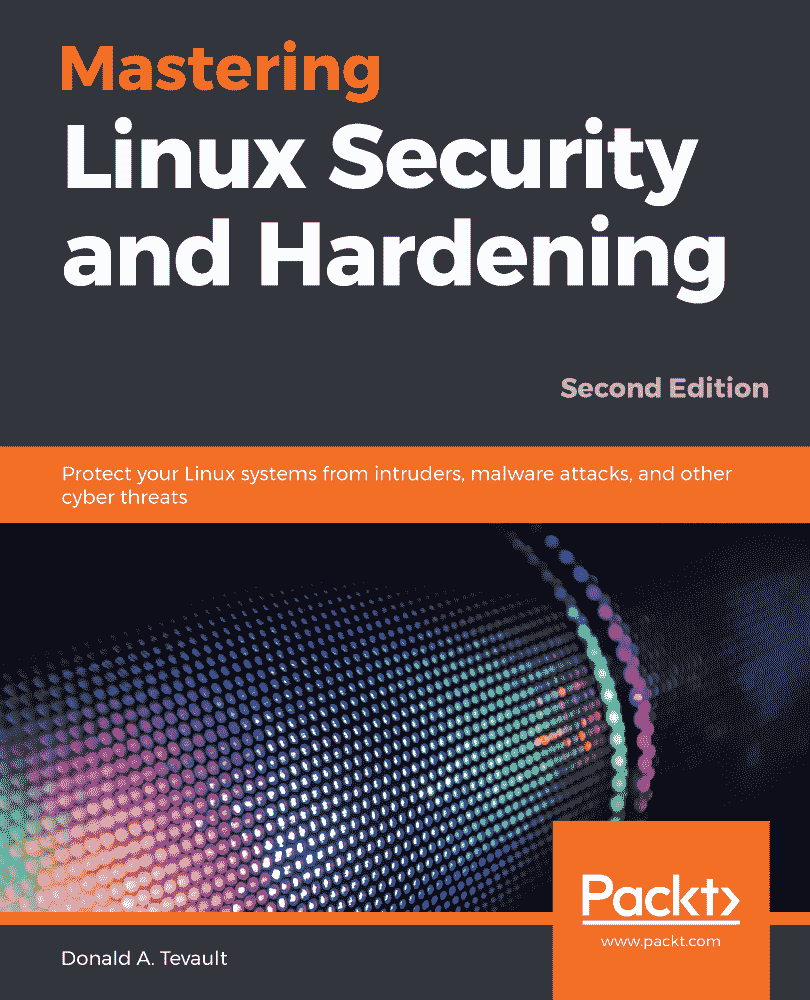 Mastering
Linux Security
and Hardening
Second Edition
Protect your Linux systems from intruders, malware attacks, and other
cyber threats
Packt>
www.packt.com
Donald A. Tevault